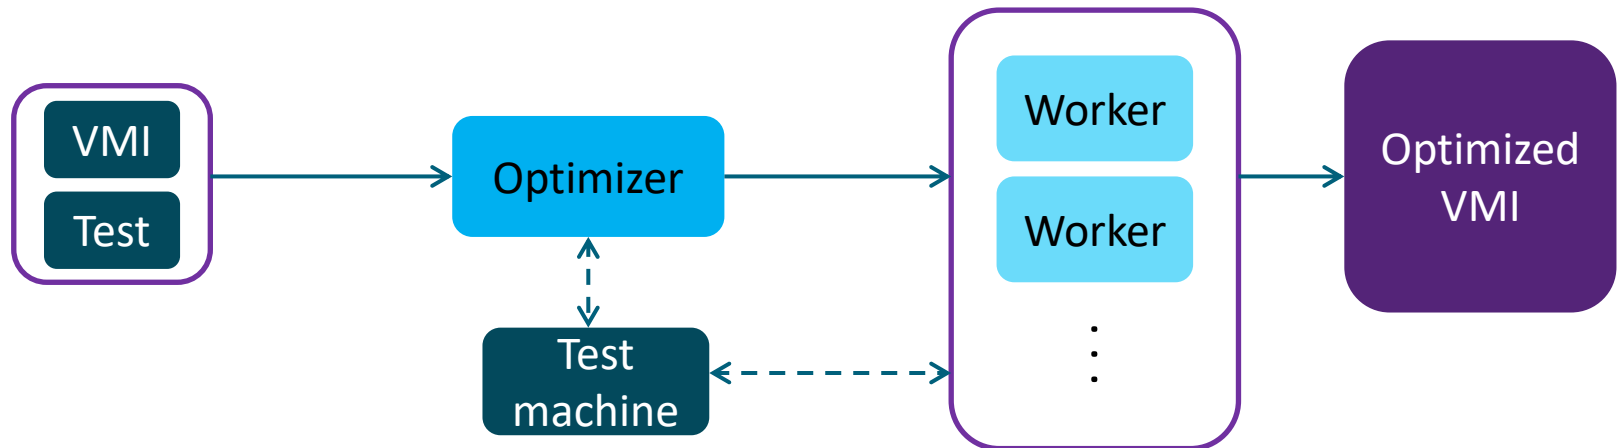 VMI
Test
Optimizer
Test
machine
Worker
Worker
Optimized
VMI